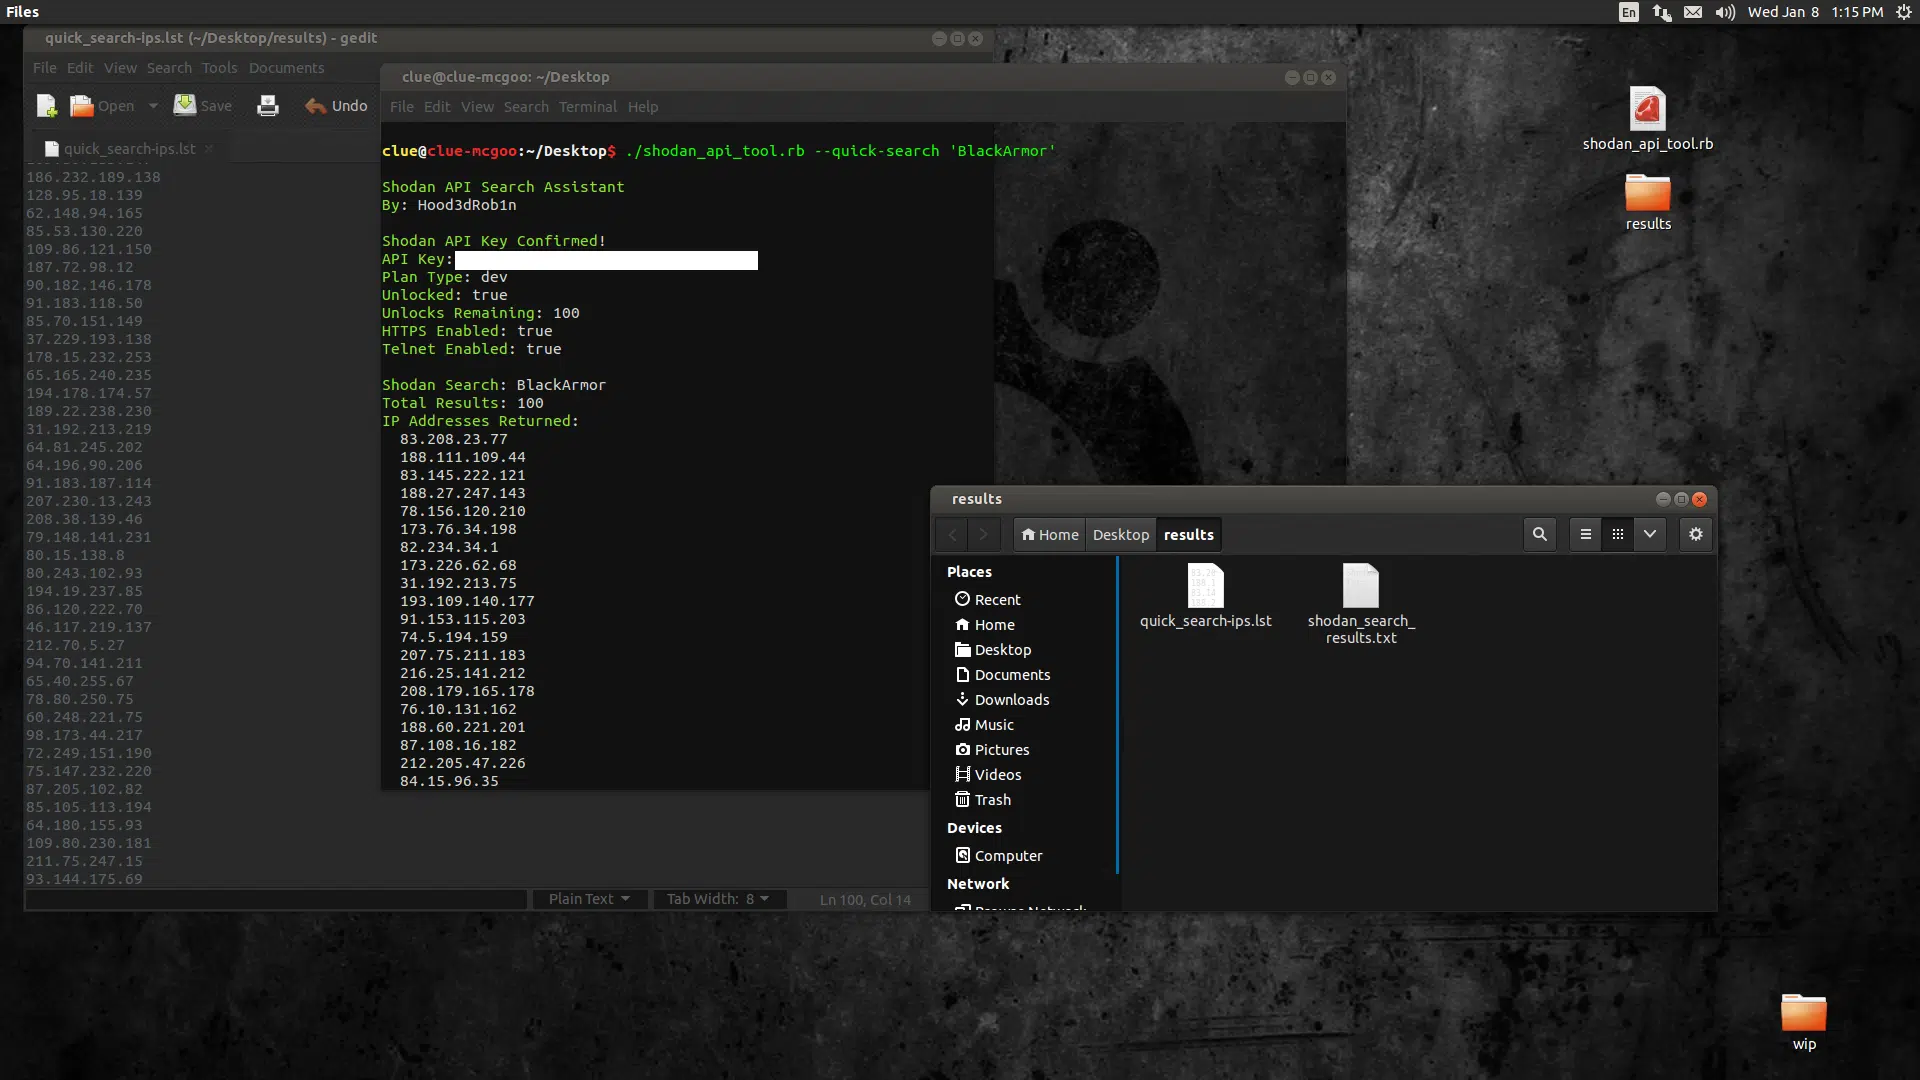 Files
En
Wed Jan 8 1:15 PM
quick_search-ips.lst (~/Desktop/results) - gedit
File Edit View Search Tools Documents
Open Save Undo
quick_search-ips.lst
186.232.189.138
128.95.18.139
62.148.94.165
85.53.130.220
109.86.121.150
187.72.98.12
90.182.146.178
91.183.118.50
85.70.151.149
37.229.193.138
178.15.232.253
65.165.240.235
194.178.174.57
189.22.238.230
31.192.213.219
64.81.245.202
64.196.90.206
91.183.187.114
207.230.13.243
208.38.139.46
79.148.141.231
80.15.138.8
80.243.102.93
194.19.237.85
86.120.222.70
46.117.219.137
212.70.5.27
94.70.141.211
65.40.255.67
78.80.250.75
60.248.221.75
98.173.44.217
72.249.151.190
75.147.232.220
87.205.102.82
85.105.113.194
64.180.155.93
109.80.230.181
211.75.247.15
93.144.175.69
Plain Text Tab Width: 8 Ln 100, Col 14
clue@clue-mcgoo: ~/Desktop
File Edit View Search Terminal Help
clue@clue-mcgoo:~/Desktop$ ./shodan_api_tool.rb --quick-search 'BlackArmor'
Shodan API Search Assistant
By: Hood3dRob1n
Shodan API Key Confirmed!
API Key:
Plan Type: dev
Unlocked: true
Unlocks Remaining: 100
HTTPS Enabled: true
Telnet Enabled: true
Shodan Search: BlackArmor
Total Results: 100
IP Addresses Returned:
83.208.23.77
188.111.109.44
83.145.222.121
188.27.247.143
78.156.120.210
173.76.34.198
82.234.34.1
173.226.62.68
31.192.213.75
193.109.140.177
91.153.115.203
74.5.194.159
207.75.211.183
216.25.141.212
208.179.165.178
76.10.131.162
188.60.221.201
87.108.16.182
212.205.47.226
84.15.96.35
results
Home Desktop results
Places
Recent
Home
Desktop
Documents
Downloads
Music
Pictures
Videos
Trash
Devices
Computer
Network
quick_search-ips.lst
shodan_search_
results.txt
shodan_api_tool.rb
results
wip